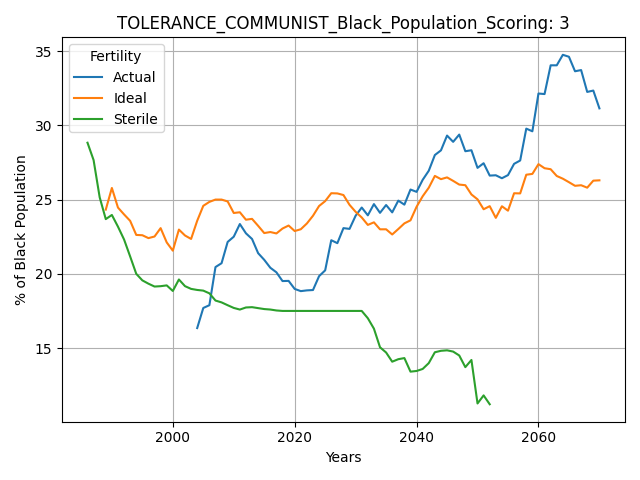 TOLERANCE_COMMUNIST_Black_Population_Scoring: 3
Fertility
Actual
Ideal
Sterile
35
30
25
20
15
% of Black Population
2000 2020 2040 2060
Years